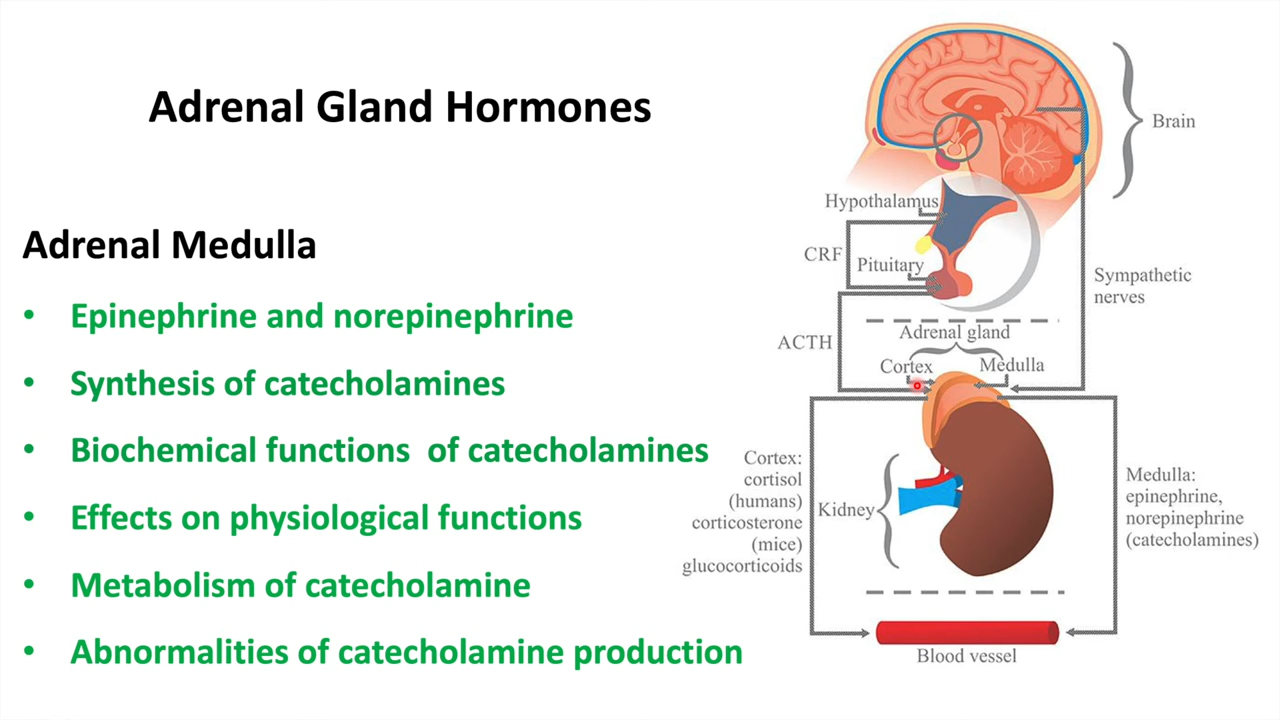 Adrenal Gland Hormones
Adrenal Medulla
• Epinephrine and norepinephrine
• Synthesis of catecholamines
• Biochemical functions of catecholamines
• Effects on physiological functions
• Metabolism of catecholamine
• Abnormalities of catecholamine production
Brain
Hypothalamus
CRF
Pituitary
Sympathetic
nerves
Adrenal gland
ACTH
Cortex
Medulla
Cortex:
cortisol
(humans)
corticosterone
(mice)
glucocorticoids
Kidney
Medulla:
epinephrine,
norepinephrine
(catecholamines)
Blood vessel